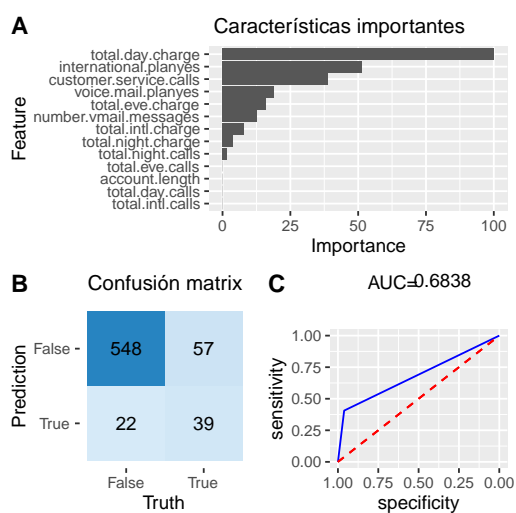 A
Características importantes
total.day.charge
international.planyes
customer.service.calls
voice.mail.planyes
total.eve.charge
number.vmail.messages
total.intl.charge
total.night.charge
total.night.calls
total.eve.calls
account.length
total.day.calls
total.intl.calls
Feature
0 25 50 75 100
Importance
B
Confusión matrix
False 548 57
True 22 39
Prediction
False True
Truth
C
AUC=0.6838
1.00
0.75
0.50
0.25
0.00
sensitivity
1.00 0.75 0.50 0.25 0.00
specificity